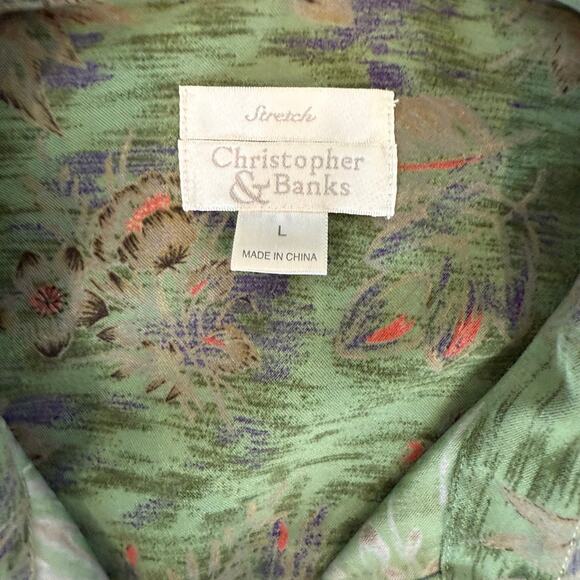 Stretch
Christopher
& Banks
L
MADE IN CHINA